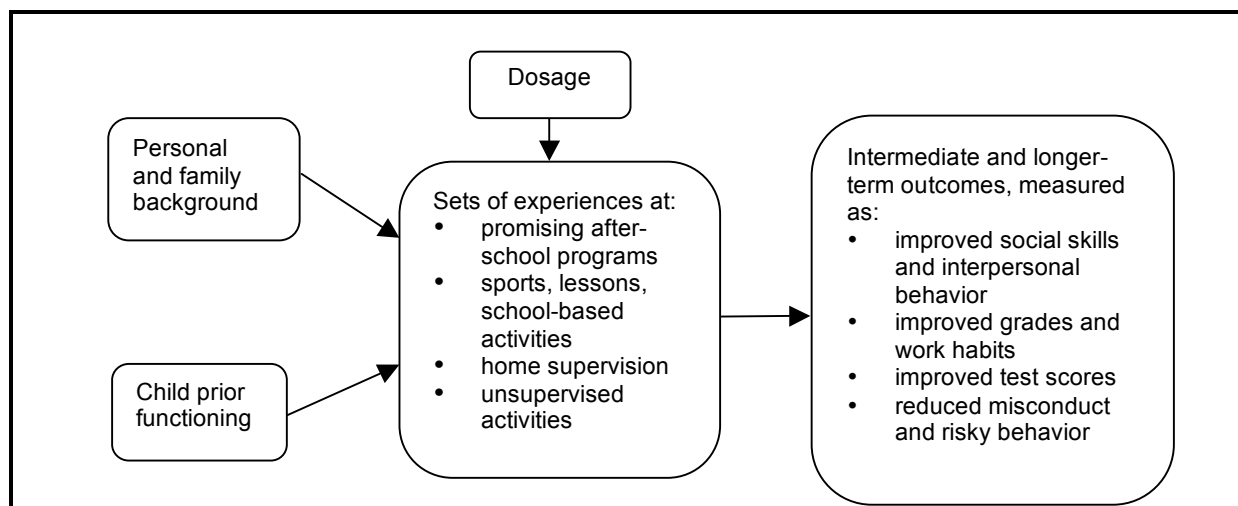 Dosage
Personal
and family
background
Child prior
functioning
Sets of experiences at:
• promising after-
school programs
• sports, lessons,
school-based
activities
• home supervision
• unsupervised
activities
Intermediate and longer-
term outcomes, measured
as:
• improved social skills
and interpersonal
behavior
• improved grades and
work habits
• improved test scores
• reduced misconduct
and risky behavior